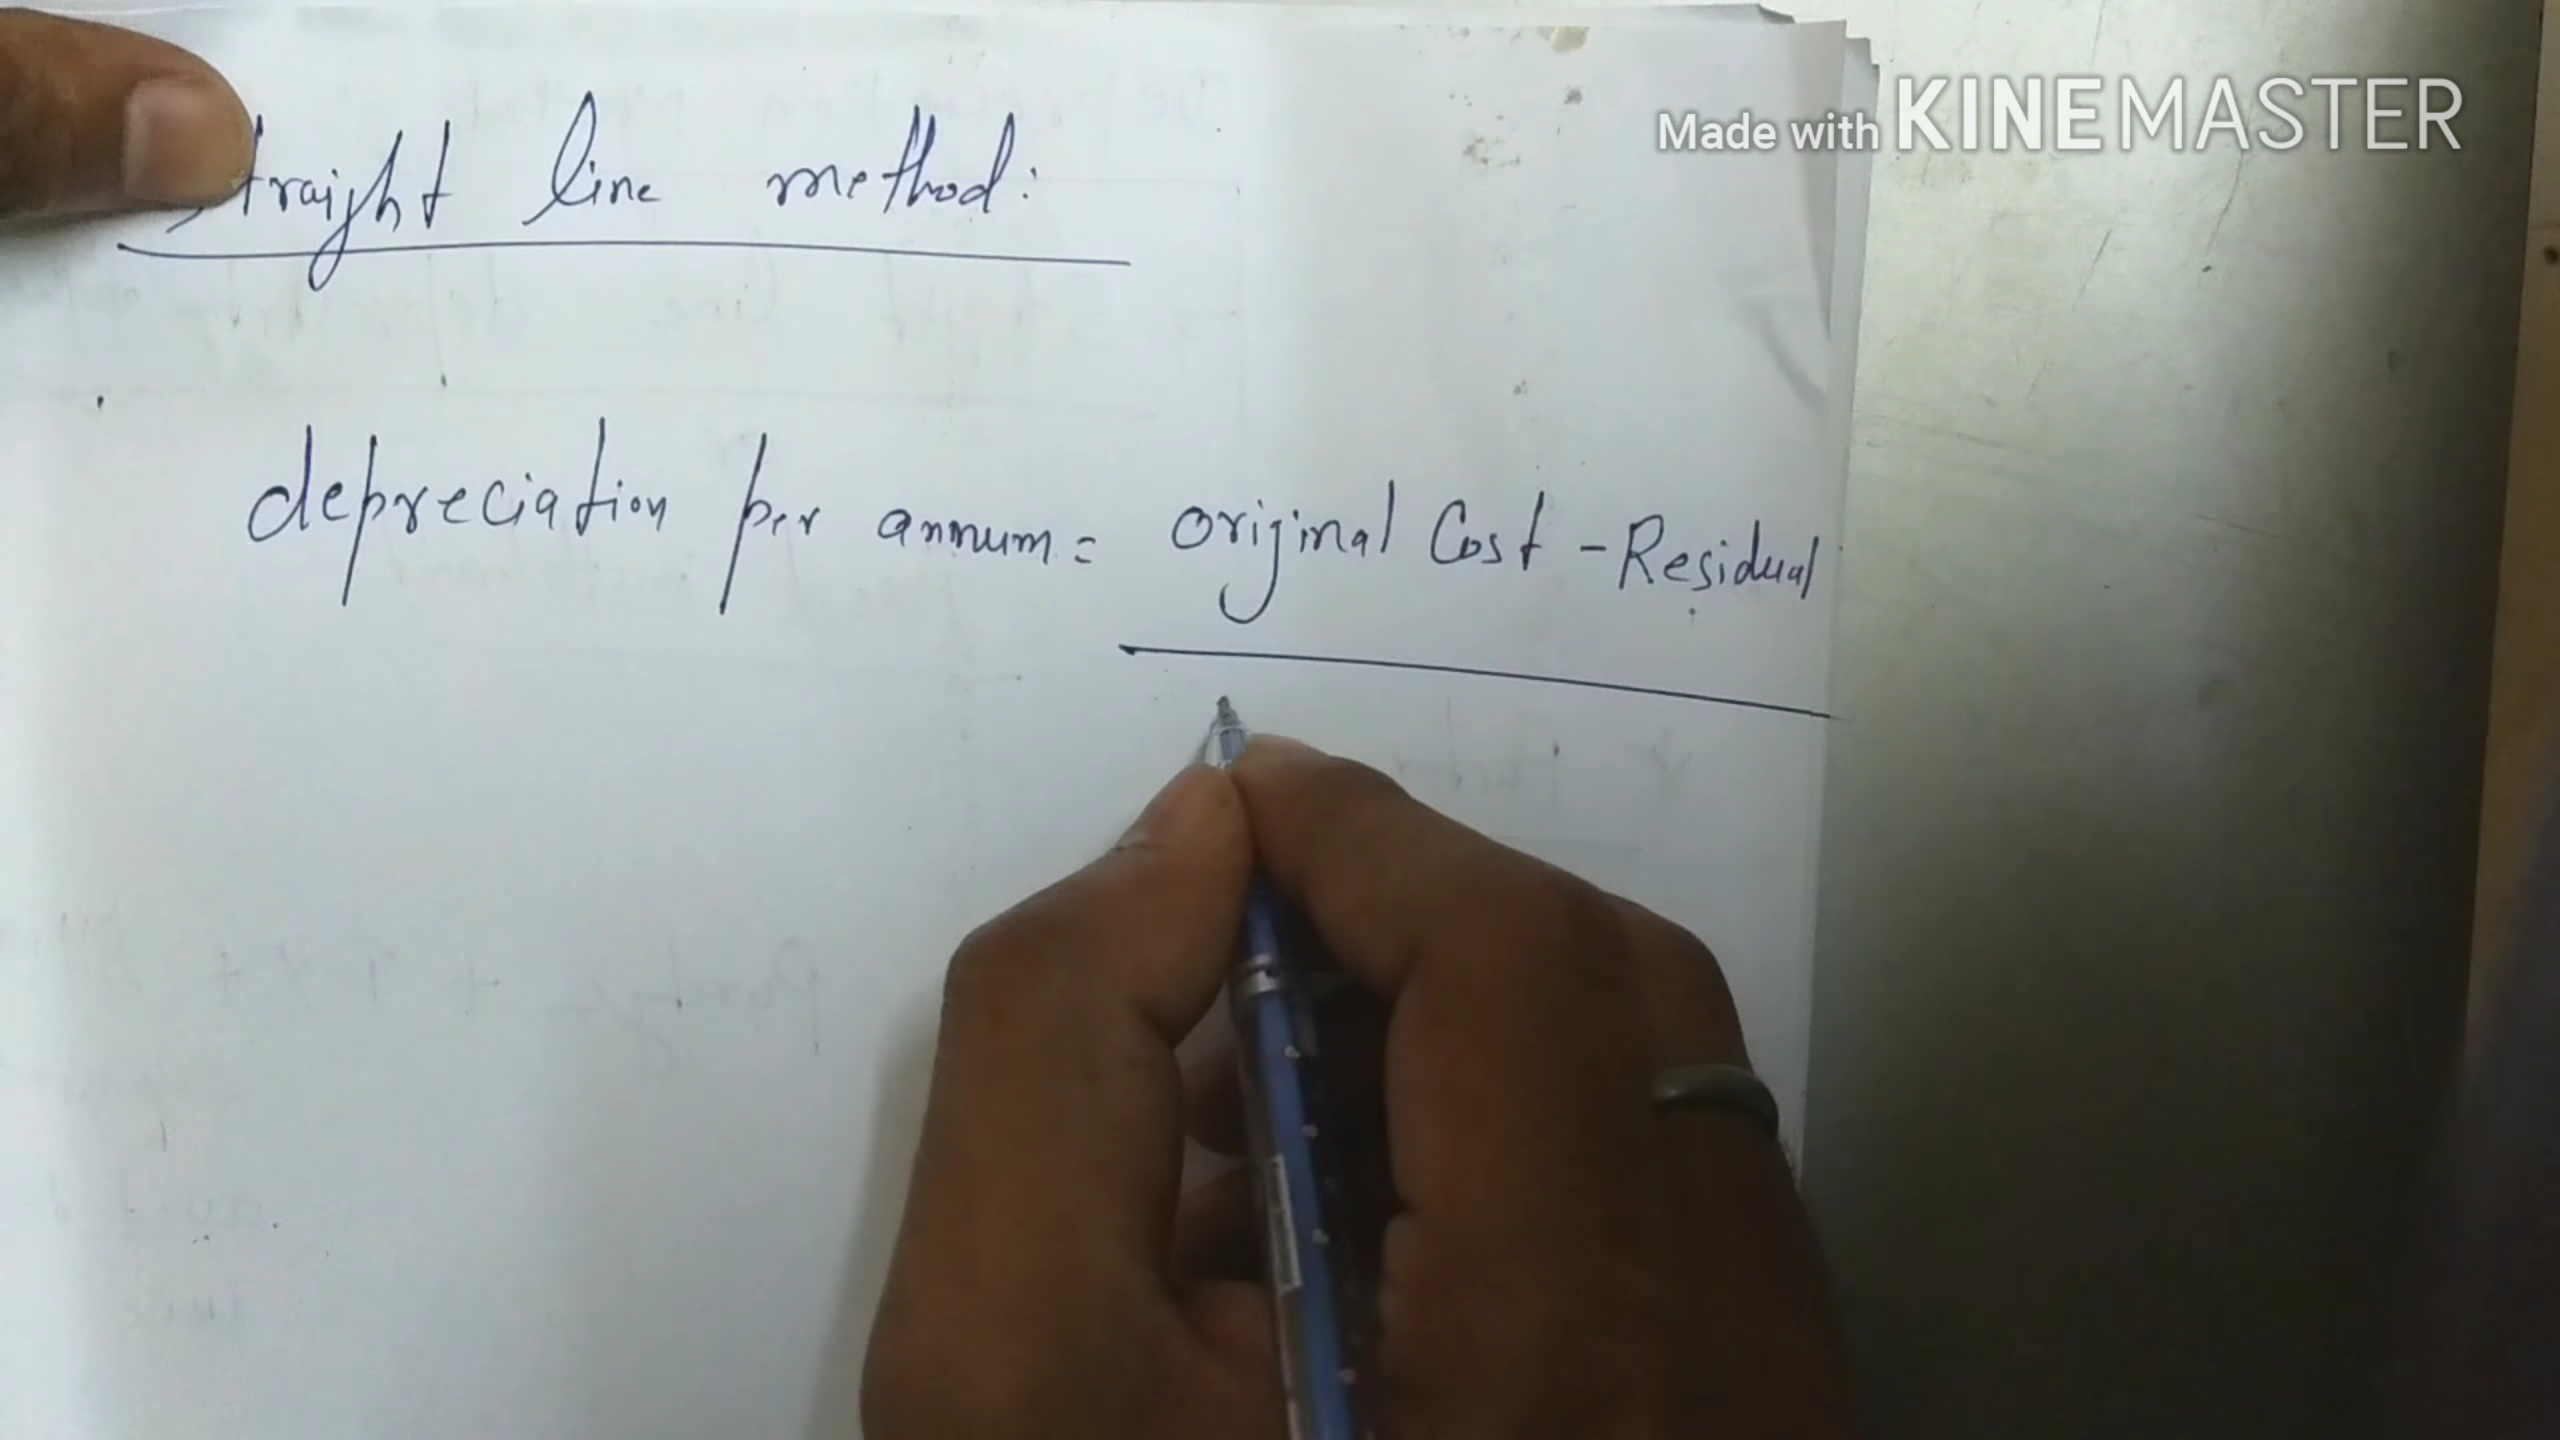 Made with KINEMASTER
traight line method:
depreciation per annum = original Cost - Residual